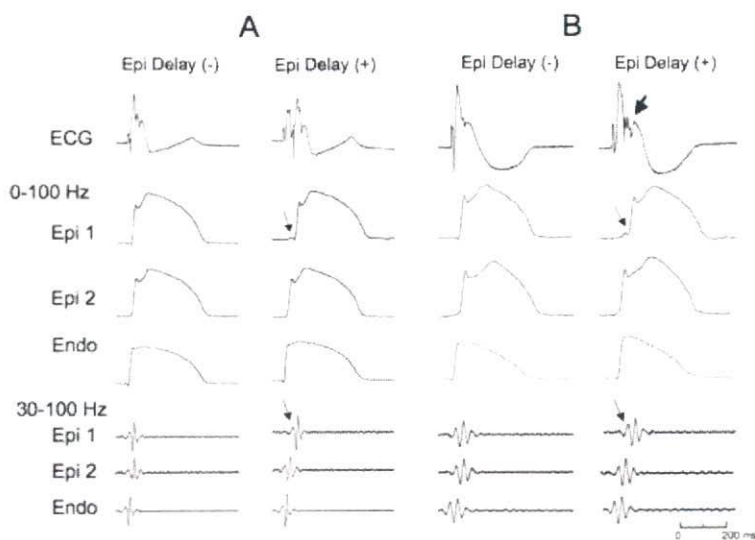 A B
Epi Delay (-) Epi Delay (+) Epi Delay (-) Epi Delay (+)
ECG
0-100 Hz
Epi 1
Epi 2
Endo
30-100 Hz
Epi 1
Epi 2
Endo
0 200 ms